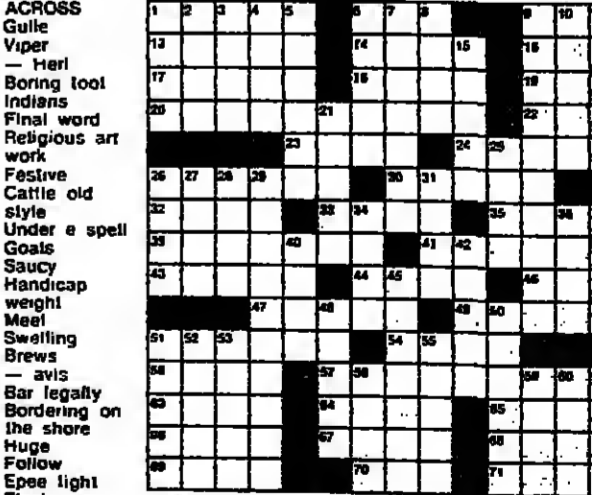 ACROSS
Guile
Viper
— Herl
Boring tool
Indians
Final word
Religious art
work
Festive
Cattle old
style
Under e spell
Goals
Saucy
Handicap
weight
Meet
Swelling
Brews
— avis
Bar legally
Bordering on
the shore
Huge
Follow
Epee light
1 2 3 4 5 6 7 8 9 10
13 14 15 16
17 18 19
20 21 22
23 24 25
26 27 28 29 30 31
32 33 34 35 36
39 40 41 42
43 44 45 46
47 48 49 50
51 52 53 54 55
56 57 58 59 60
63 64 65
66 67 68
69 70 71